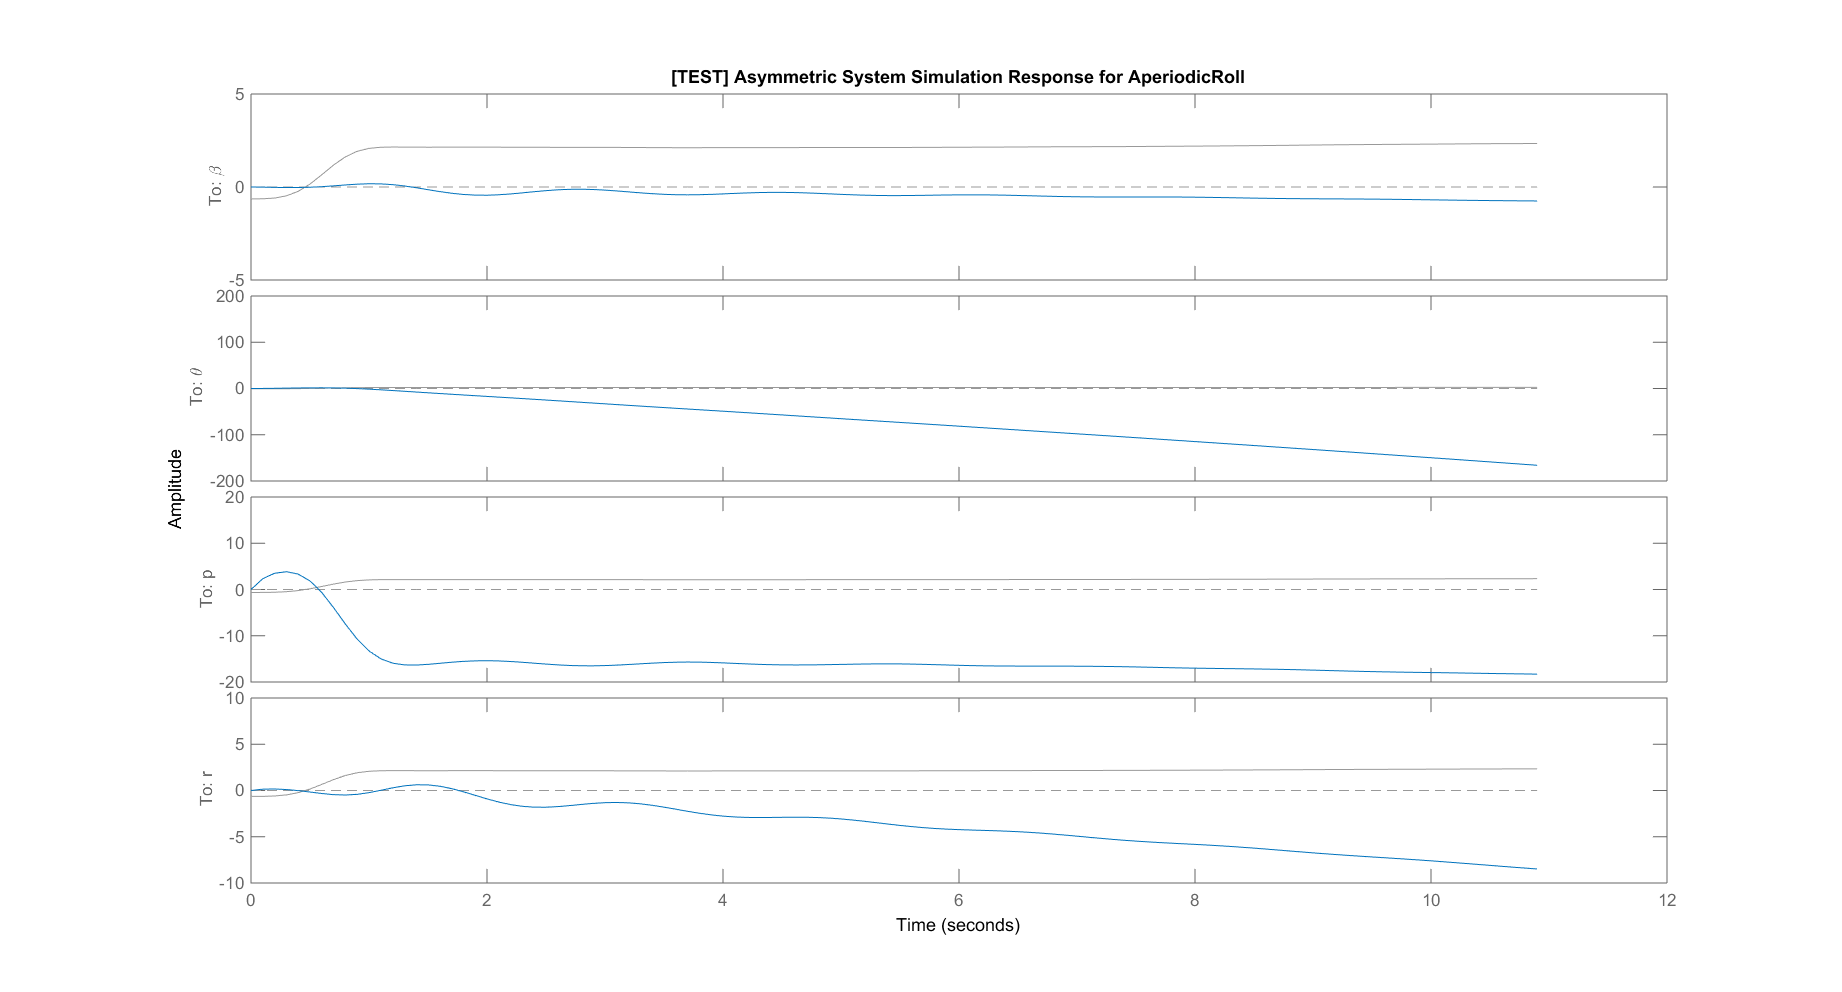 [TEST] Asymmetric System Simulation Response for AperiodicRoll
5
0
-5
To: β
200
100
0
-100
-200
To: θ
Amplitude
20
10
0
-10
-20
To: p
10
5
0
-5
-10
To: r
0 2 4 6 8 10 12
Time (seconds)